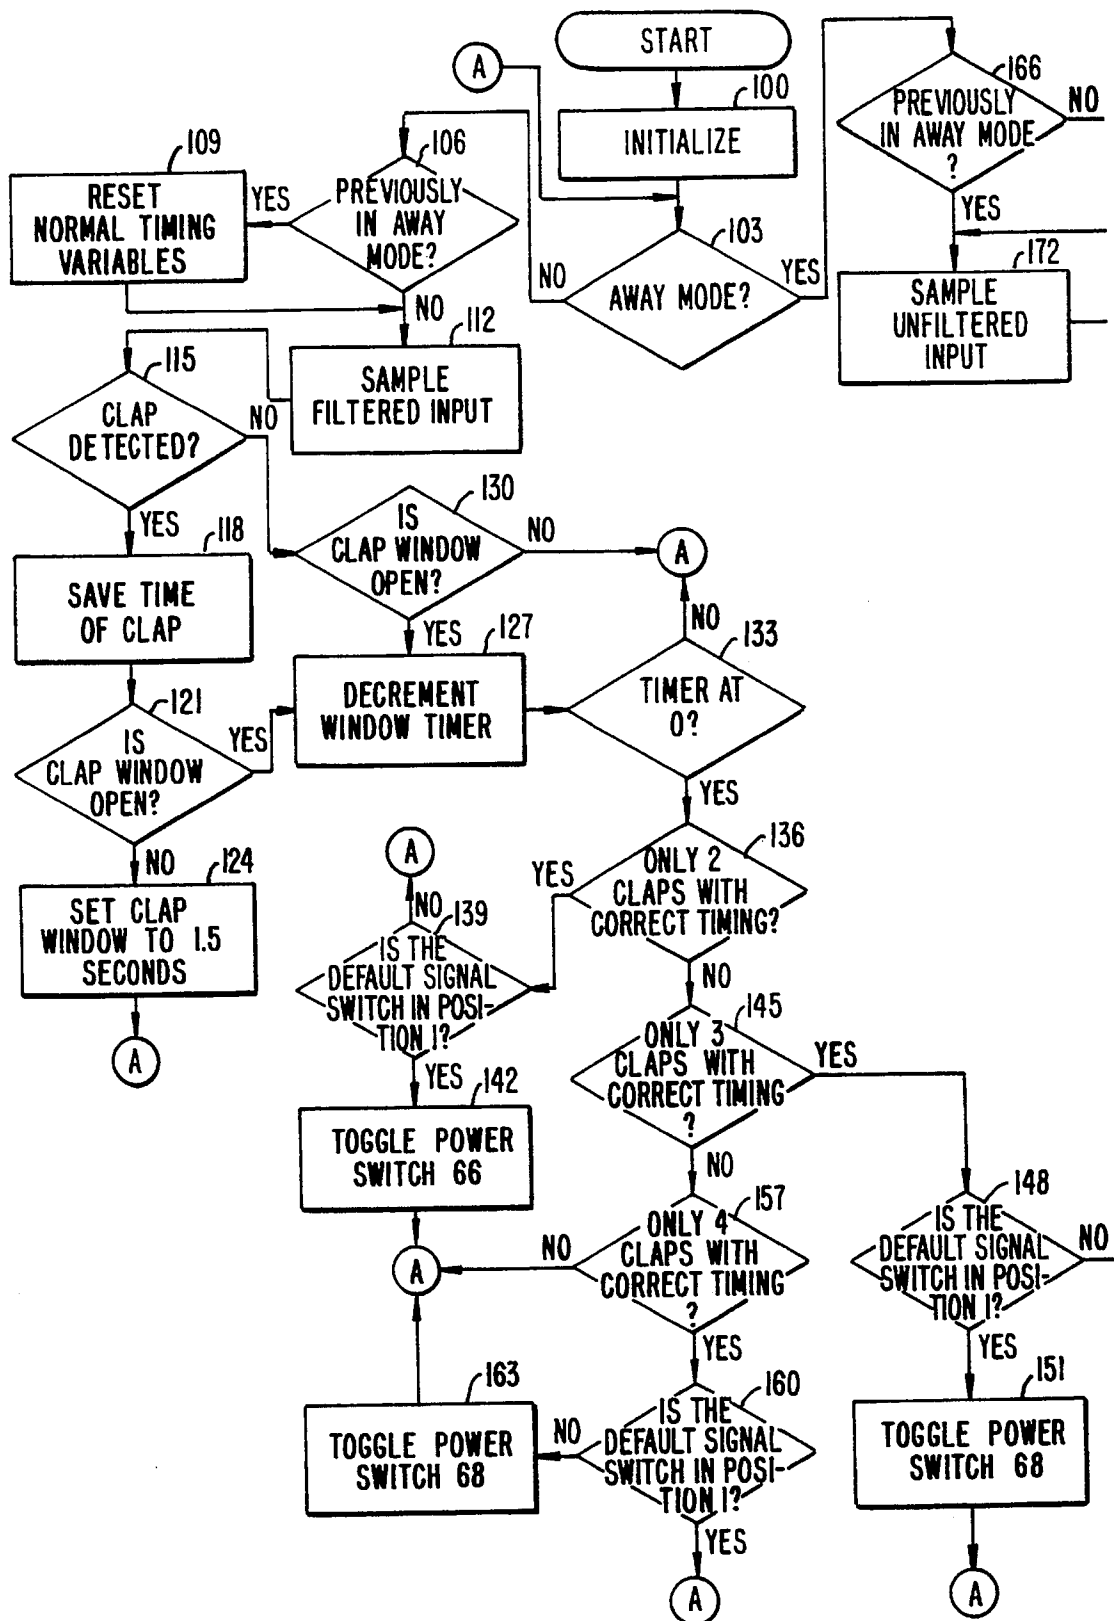 START
A
100
INITIALIZE
166
PREVIOUSLY
IN AWAY MODE
?
NO
YES
109
RESET
NORMAL TIMING
VARIABLES
YES
106
PREVIOUSLY
IN AWAY
MODE?
NO
NO
103
AWAY MODE?
YES
172
SAMPLE
UNFILTERED
INPUT
112
SAMPLE
FILTERED INPUT
115
CLAP
DETECTED?
NO
YES
130
IS
CLAP WINDOW
OPEN?
NO
YES
A
118
SAVE TIME
OF CLAP
127
DECREMENT
WINDOW TIMER
NO
133
TIMER AT
0?
YES
121
IS
CLAP WINDOW
OPEN?
YES
NO
124
SET CLAP
WINDOW TO 1.5
SECONDS
A
136
ONLY 2
CLAPS WITH
CORRECT TIMING?
YES
NO
A
NO
139
IS THE
DEFAULT SIGNAL
SWITCH IN POSI-
TION 1?
YES
142
TOGGLE POWER
SWITCH 66
145
ONLY 3
CLAPS WITH
CORRECT TIMING
?
YES
NO
148
IS THE
DEFAULT SIGNAL
SWITCH IN POSI-
TION 1?
NO
YES
151
TOGGLE POWER
SWITCH 68
A
157
ONLY 4
CLAPS WITH
CORRECT TIMING
?
NO
A
YES
160
IS THE
DEFAULT SIGNAL
SWITCH IN POSI-
TION 1?
NO
163
TOGGLE POWER
SWITCH 68
YES
A